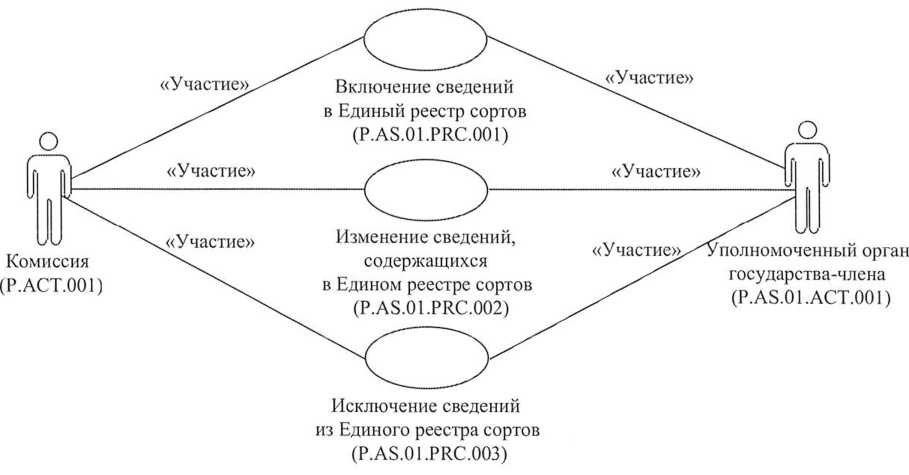 «Участие»
«Участие»
Включение сведений
в Единый реестр сортов
(P.AS.01.PRC.001)
«Участие»
«Участие»
Изменение сведений,
содержащихся
в Едином реестре сортов
(P.AS.01.PRC.002)
«Участие»
«Участие»
Комиссия
(P.ACT.001)
Уполномоченный орган
государства-члена
(P.AS.01.ACT.001)
Исключение сведений
из Единого реестра сортов
(P.AS.01.PRC.003)